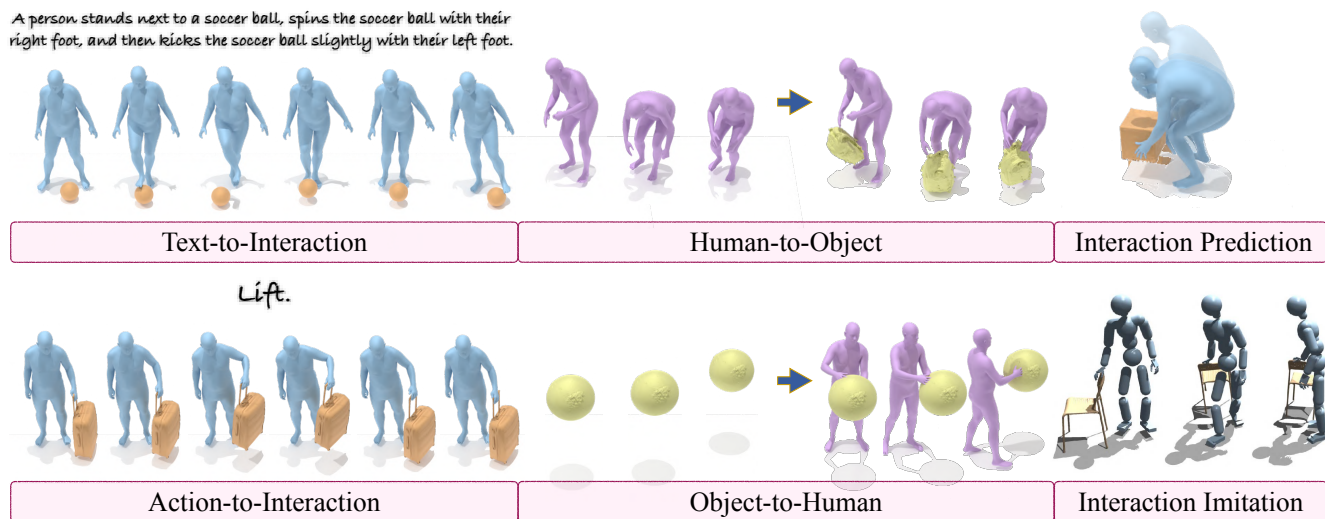 A person stands next to a soccer ball, spins the soccer ball with their
right foot, and then kicks the soccer ball slightly with their left foot.
Text-to-Interaction
Human-to-Object
Interaction Prediction
Lift.
Action-to-Interaction
Object-to-Human
Interaction Imitation